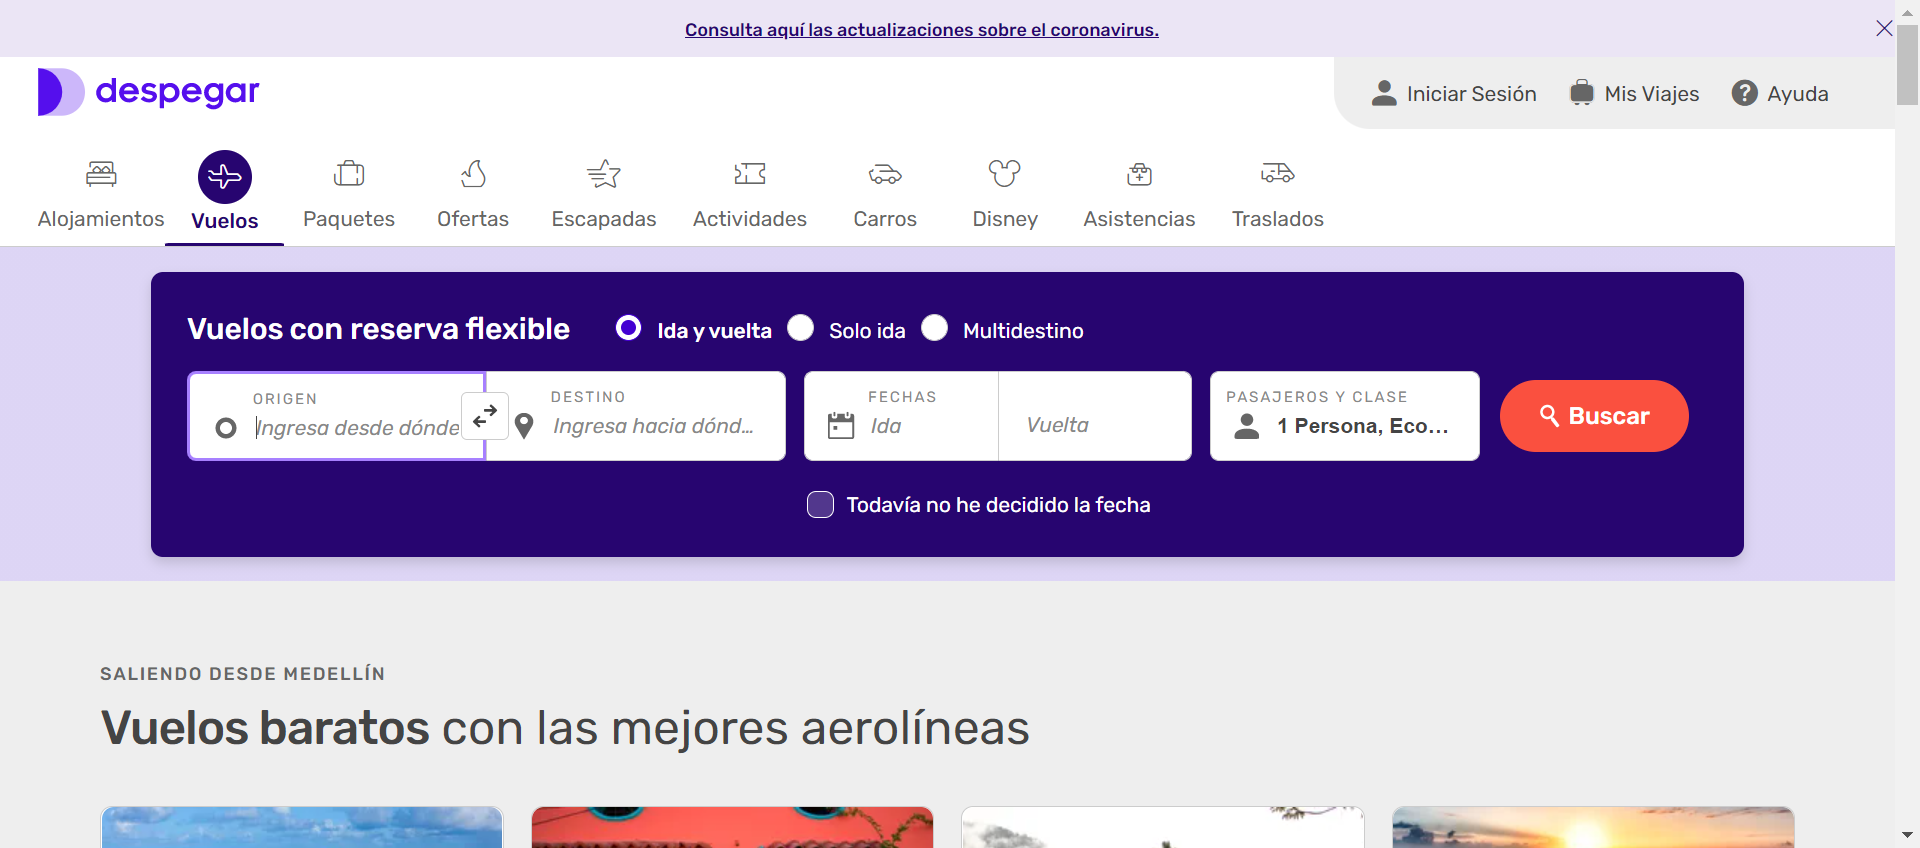 Consulta aquí las actualizaciones sobre el coronavirus.
despegar
Iniciar Sesión
Mis Viajes
Ayuda
Alojamientos
Vuelos
Paquetes
Ofertas
Escapadas
Actividades
Carros
Disney
Asistencias
Traslados
Vuelos con reserva flexible
Ida y vuelta
Solo ida
Multidestino
ORIGEN
Ingresa desde dónde
DESTINO
Ingresa hacia dónd...
FECHAS
Ida
Vuelta
PASAJEROS Y CLASE
1 Persona, Eco...
Buscar
Todavía no he decidido la fecha
SALIENDO DESDE MEDELLÍN
Vuelos baratos con las mejores aerolíneas